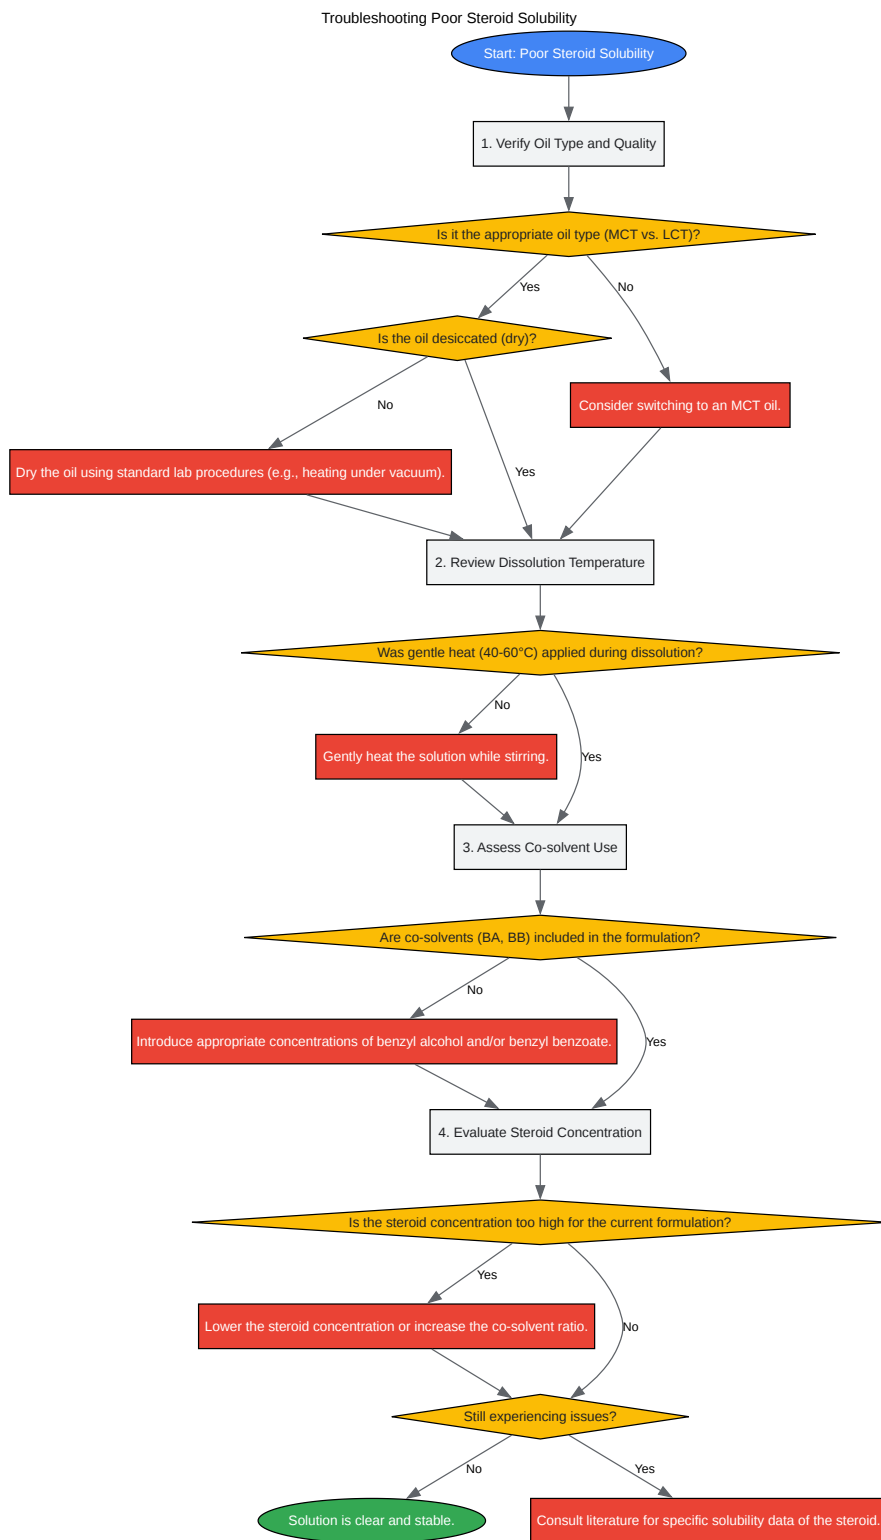 Troubleshooting Poor Steroid Solubility
Start: Poor Steroid Solubility
1. Verify Oil Type and Quality
Is it the appropriate oil type (MCT vs. LCT)?
Yes
No
Is the oil desiccated (dry)?
Consider switching to an MCT oil.
No
Yes
Dry the oil using standard lab procedures (e.g., heating under vacuum).
2. Review Dissolution Temperature
Was gentle heat (40-60°C) applied during dissolution?
No
Yes
Gently heat the solution while stirring.
3. Assess Co-solvent Use
Are co-solvents (BA, BB) included in the formulation?
No
Yes
Introduce appropriate concentrations of benzyl alcohol and/or benzyl benzoate.
4. Evaluate Steroid Concentration
Is the steroid concentration too high for the current formulation?
Yes
No
Lower the steroid concentration or increase the co-solvent ratio.
Still experiencing issues?
No
Yes
Solution is clear and stable.
Consult literature for specific solubility data of the steroid.